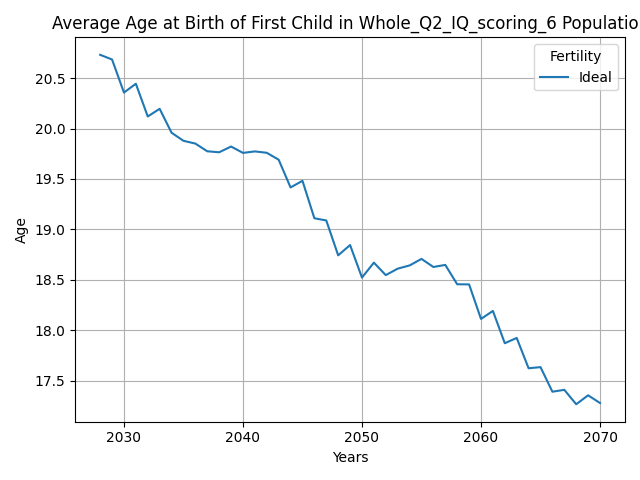 Average Age at Birth of First Child in Whole_Q2_IQ_scoring_6 Populatio
Fertility
Ideal
20.5
20.0
19.5
19.0
18.5
18.0
17.5
Age
2030 2040 2050 2060 2070
Years